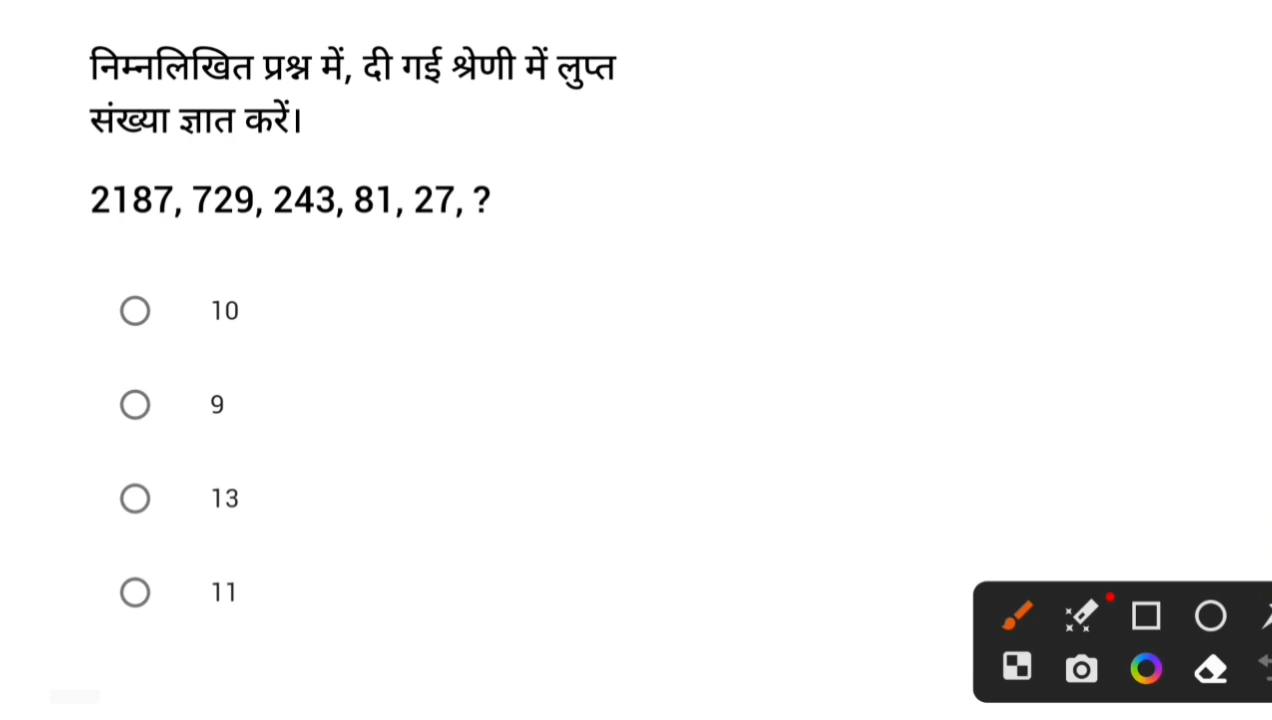 निम्नलिखित प्रश्न में, दी गई श्रेणी में लुप्त
संख्या ज्ञात करें।
2187, 729, 243, 81, 27, ?
10
9
13
11